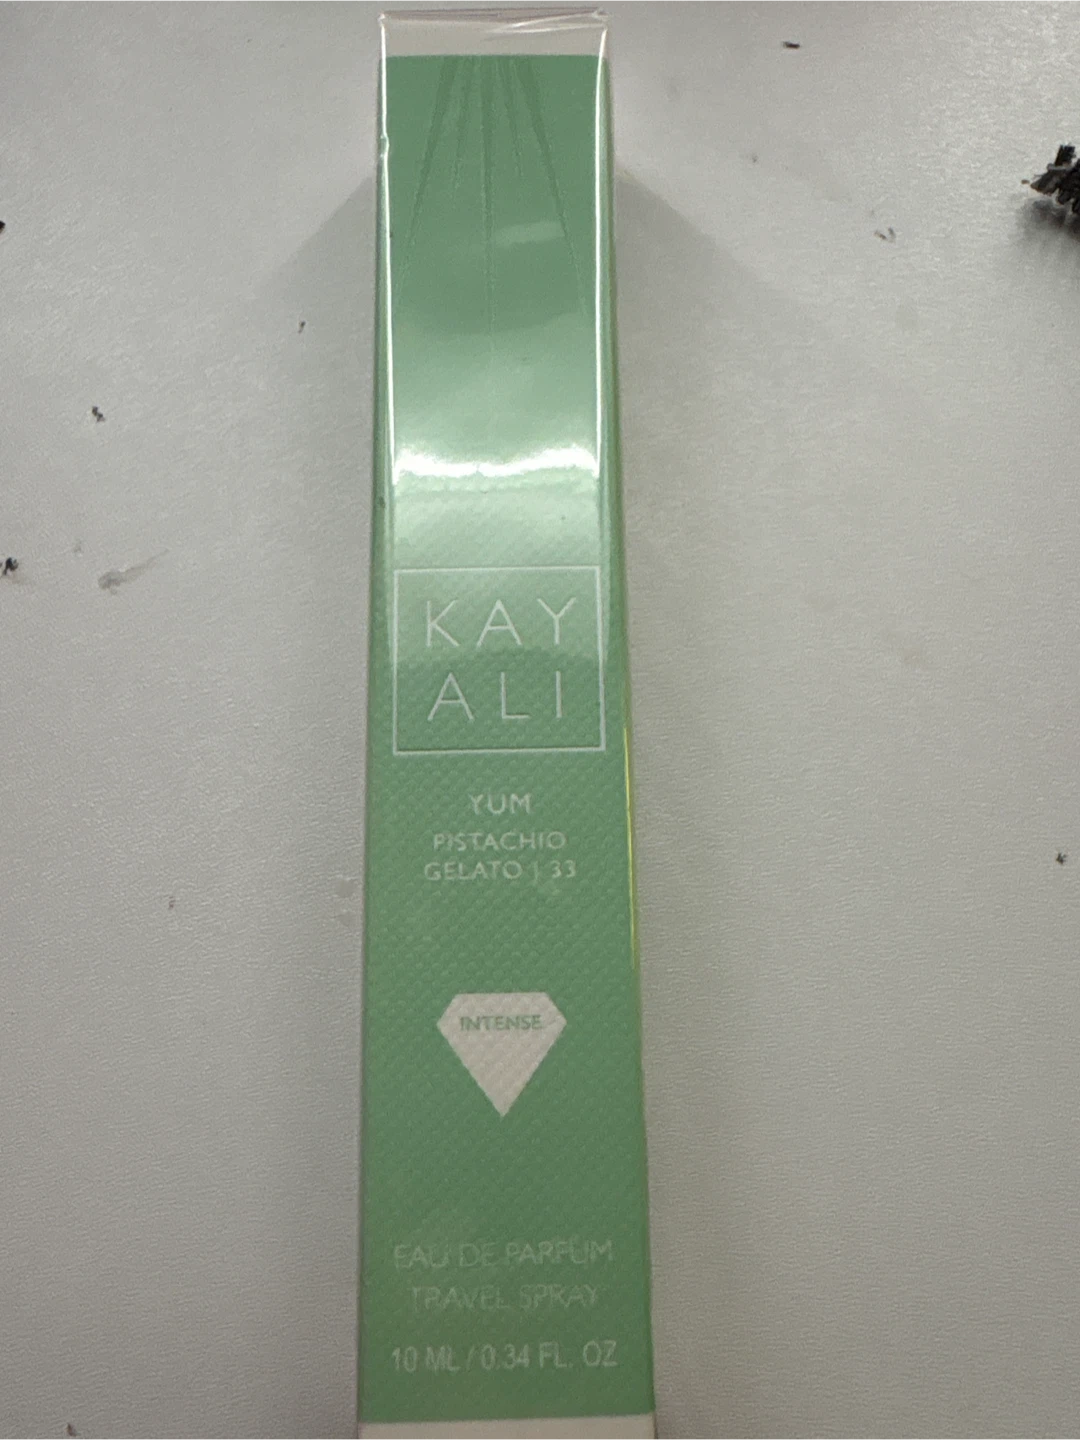 KAY
ALI
YUM
PISTACHIO
GELATO | 33
INTENSE
EAU DE PARFUM
TRAVEL SPRAY
10 ML / 0.34 FL. OZ